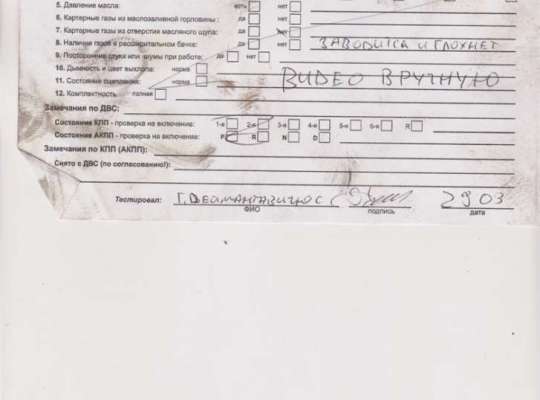 5. Давление масла: есть нет
6. Картерные газы из маслозаливной горловины: да нет
7. Картерные газы из отверстия масляного щупа: да нет
8. Наличие газов в расширительном бачке: да нет ЗАВОДИТСЯ И ГЛОХНЕТ
9. Посторонние стуки или шумы при работе: да нет
10. Дымность и цвет выхлопа: норма ВИДЕО ВРУЧНУЮ
11. Состояние сцепления: норма
12. Комплектность полная
Замечания по ДВС:
Состояние КПП - проверка на включение: 1-я 2-я 3-я 4-я 5-я 6-я R
Состояние АКПП - проверка на включение: P R N D
Замечания по КПП (АКПП):
Снято с ДВС (по согласованию!):
Тестировал: 29 03
ФИО подпись дата